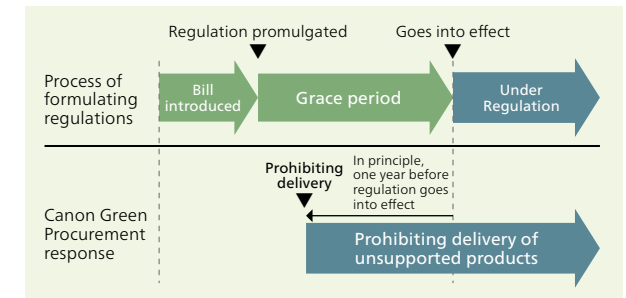 Regulation promulgated
Goes into effect
Process of
formulating
regulations
Bill
introduced
Grace period
Under
Regulation
Prohibiting
delivery
In principle,
one year before
regulation goes
into effect
Canon Green
Procurement
response
Prohibiting delivery of
unsupported products